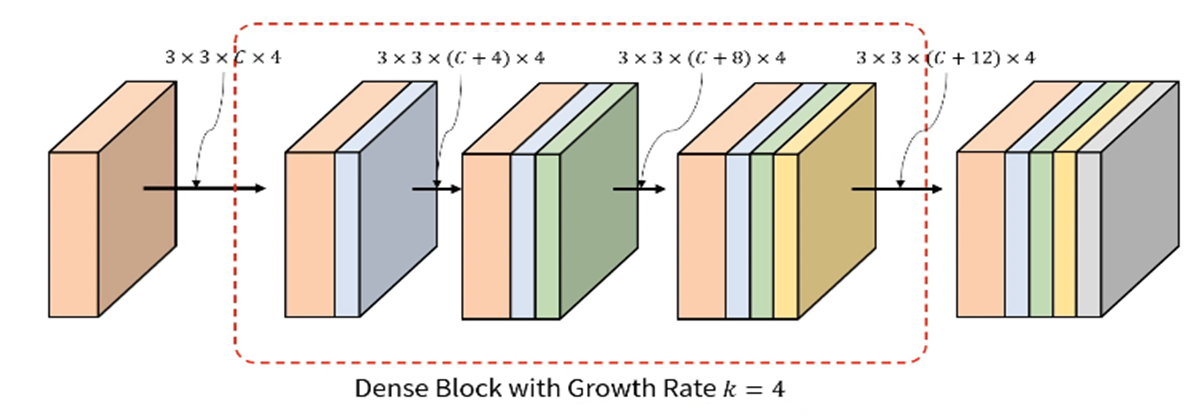 3 × 3 × C × 4
3 × 3 × (C + 4) × 4
3 × 3 × (C + 8) × 4
3 × 3 × (C + 12) × 4
Dense Block with Growth Rate k = 4